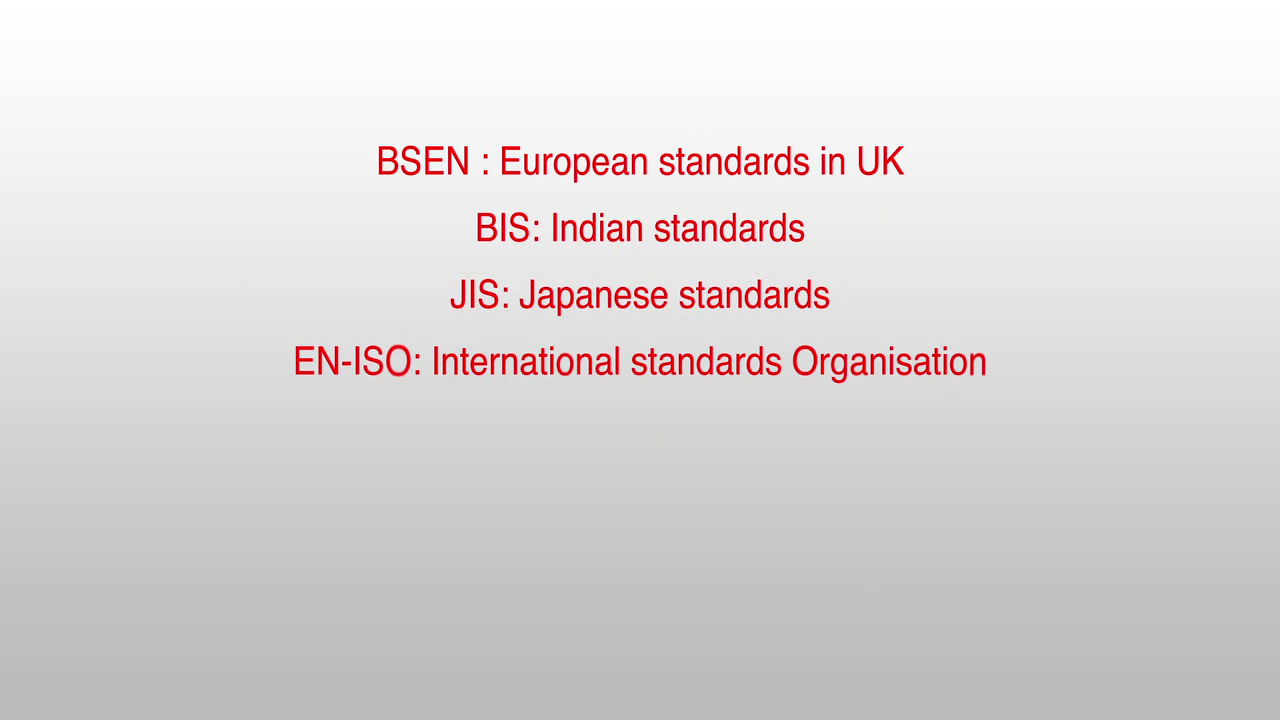 BSEN : European standards in UK
BIS: Indian standards
JIS: Japanese standards
EN-ISO: International standards Organisation